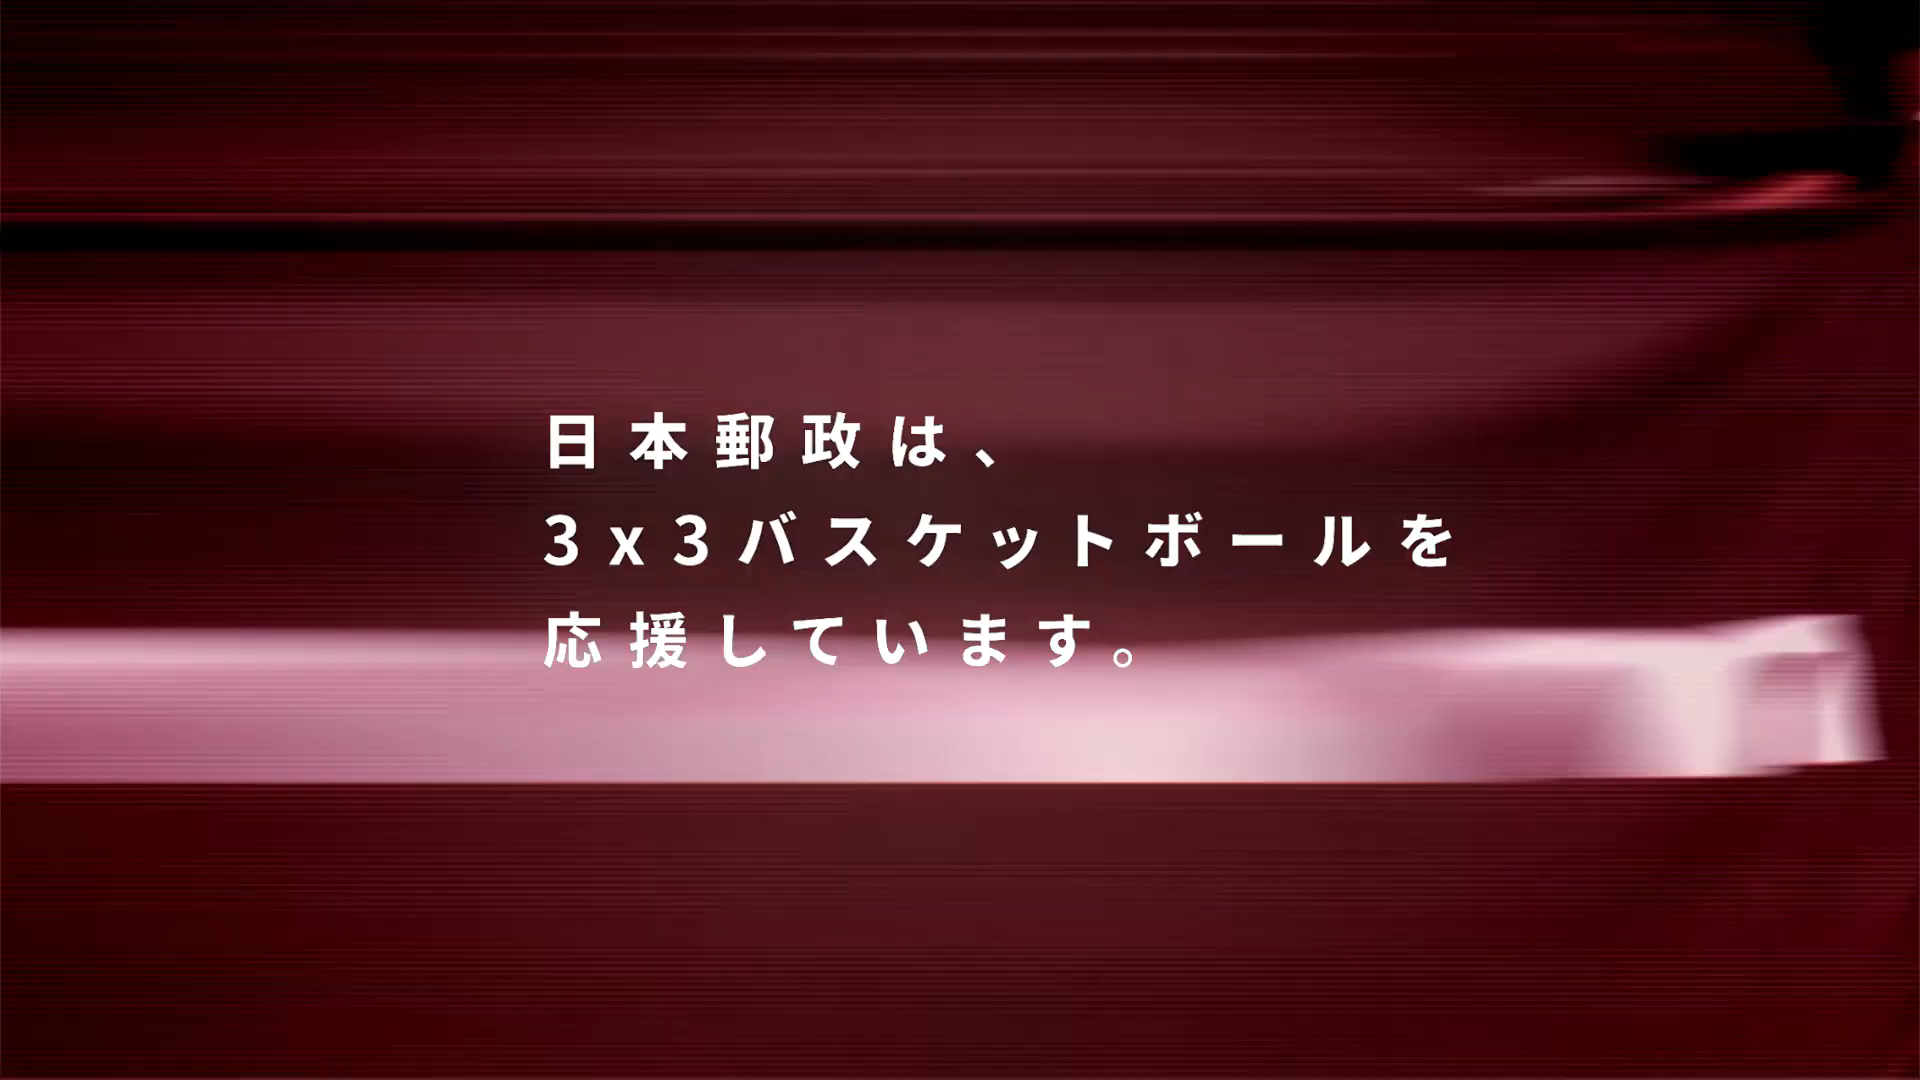 日本郵政は、
3x3バスケットボールを
応援しています。